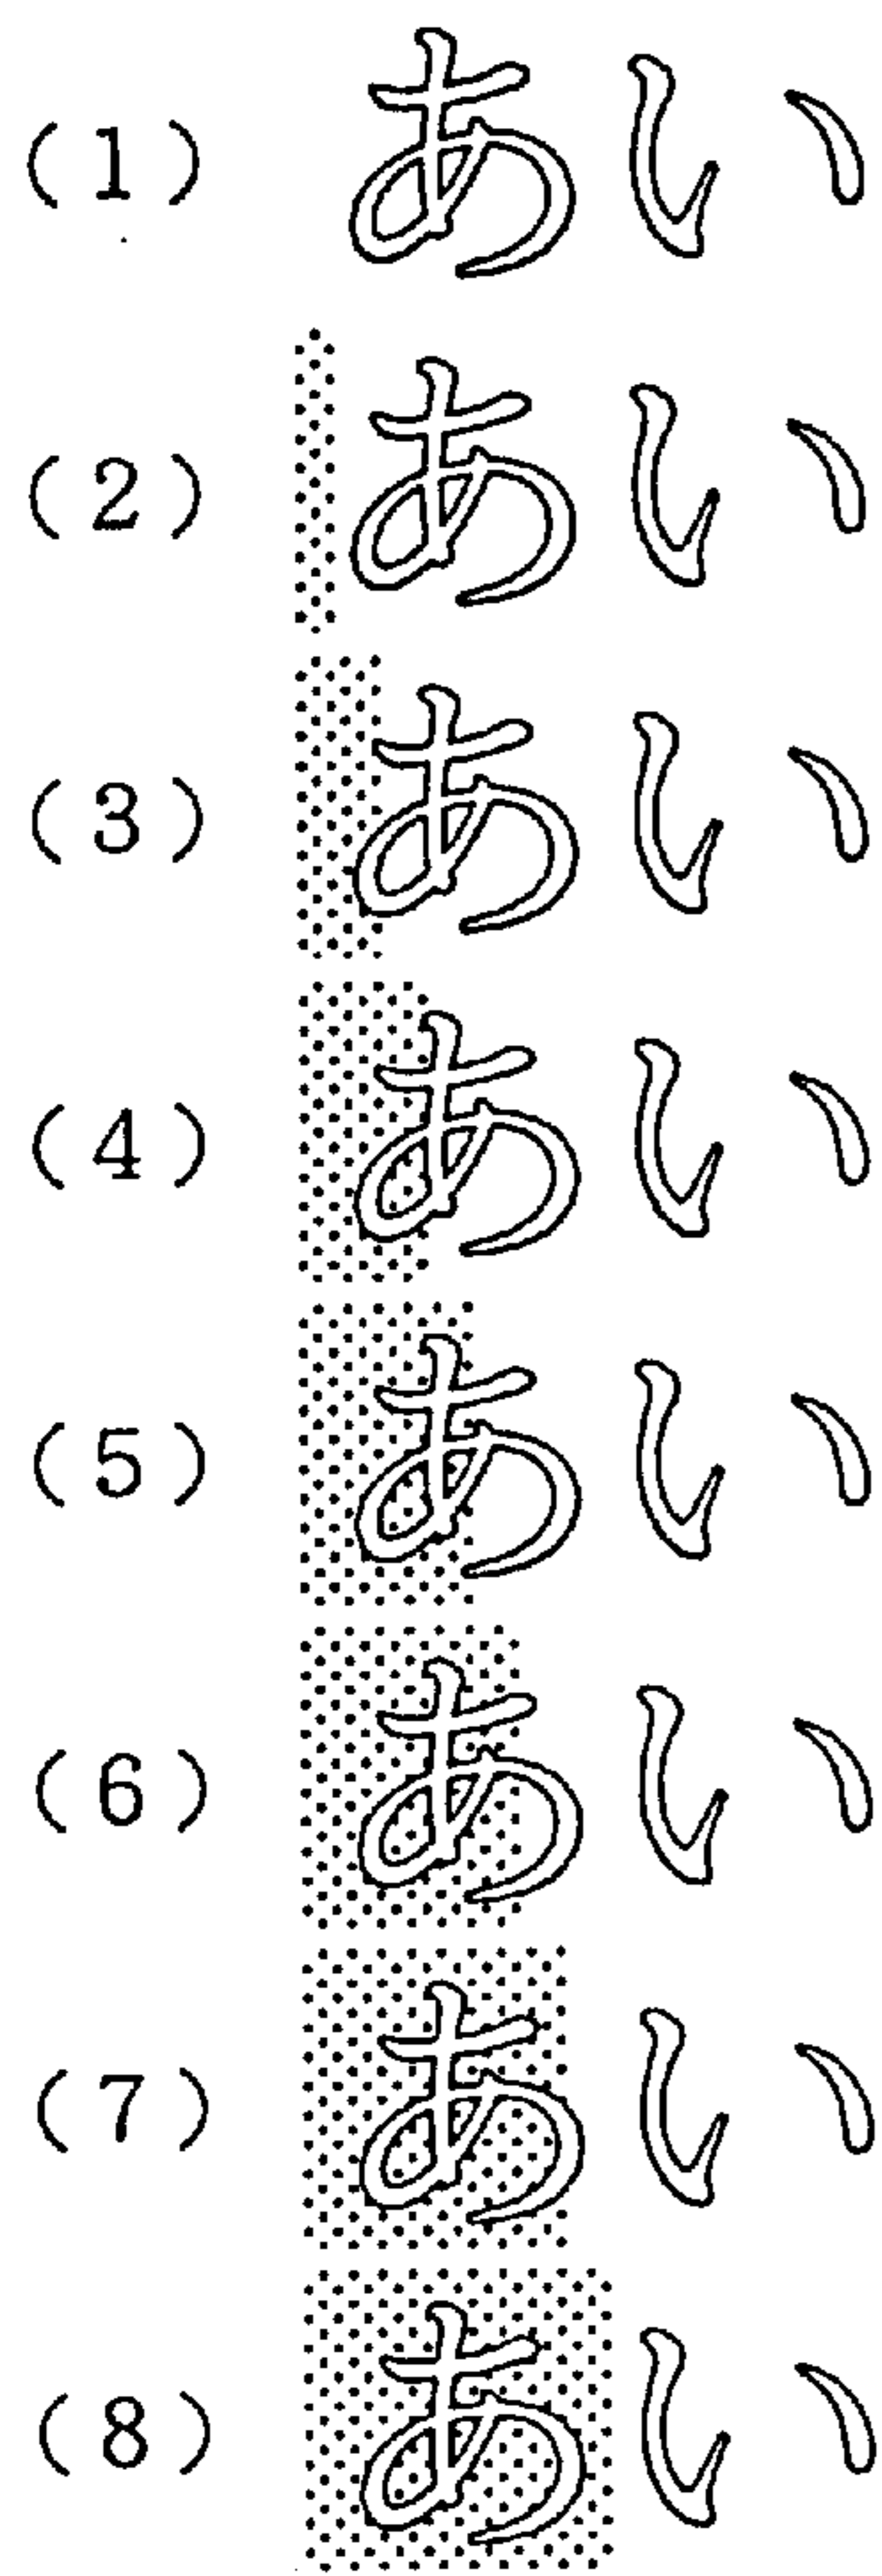 (1) あい
(2) あい
(3) あい
(4) あい
(5) あい
(6) あい
(7) あい
(8) あい